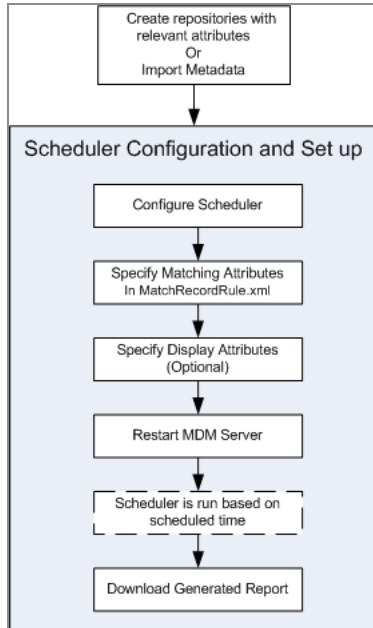 Create repositories with
relevant attributes
Or
Import Metadata
Scheduler Configuration and Set up
Configure Scheduler
Specify Matching Attributes
In MatchRecordRule.xml
Specify Display Attributes
(Optional)
Restart MDM Server
Scheduler is run based on
scheduled time
Download Generated Report